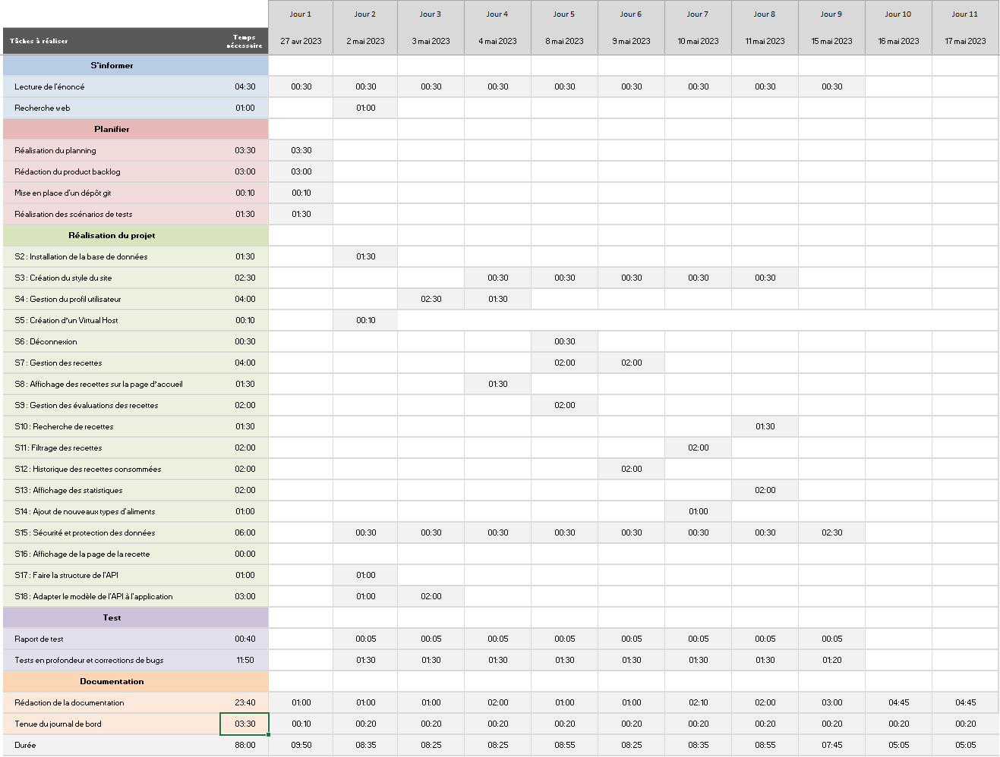 Jour 1 Jour 2 Jour 3 Jour 4 Jour 5 Jour 6 Jour 7 Jour 8 Jour 9 Jour 10 Jour 11
Tâches à réaliser Temps nécessaire 27 avr 2023 2 mai 2023 3 mai 2023 4 mai 2023 8 mai 2023 9 mai 2023 10 mai 2023 11 mai 2023 15 mai 2023 16 mai 2023 17 mai 2023
S'informer
Lecture de l'énoncé 04:30 00:30 00:30 00:30 00:30 00:30 00:30 00:30 00:30 00:30
Recherche web 01:00 01:00
Planifier
Réalisation du planning 03:30 03:30
Rédaction du product backlog 03:00 03:00
Mise en place d'un dépôt git 00:10 00:10
Réalisation des scénarios de tests 01:30 01:30
Réalisation du projet
S2 : Installation de la base de données 01:30 01:30
S3 : Création du style du site 02:30 00:30 00:30 00:30 00:30 00:30
S4 : Gestion du profil utilisateur 04:00 02:30 01:30
S5 : Création d'un Virtual Host 00:10 00:10
S6 : Déconnexion 00:30 00:30
S7 : Gestion des recettes 04:00 02:00 02:00
S8 : Affichage des recettes sur la page d'accueil 01:30 01:30
S9 : Gestion des évaluations des recettes 02:00 02:00
S10 : Recherche de recettes 01:30 01:30
S11 : Filtrage des recettes 02:00 02:00
S12 : Historique des recettes consommées 02:00 02:00
S13 : Affichage des statistiques 02:00 02:00
S14 : Ajout de nouveaux types d'aliments 01:00 01:00
S15 : Sécurité et protection des données 06:00 00:30 00:30 00:30 00:30 00:30 00:30 00:30 02:30
S16 : Affichage de la page de la recette 00:00
S17 : Faire la structure de l'API 01:00 01:00
S18 : Adapter le modèle de l'API à l'application 03:00 01:00 02:00
Test
Raport de test 00:40 00:05 00:05 00:05 00:05 00:05 00:05 00:05 00:05
Tests en profondeur et corrections de bugs 11:50 01:30 01:30 01:30 01:30 01:30 01:30 01:30 01:20
Documentation
Rédaction de la documentation 23:40 01:00 01:00 01:00 02:00 01:00 01:00 02:10 02:00 03:00 04:45 04:45
Tenue du journal de bord 03:30 00:10 00:20 00:20 00:20 00:20 00:20 00:20 00:20 00:20 00:20 00:20
Durée 88:00 09:50 08:35 08:25 08:25 08:55 08:25 08:35 08:55 07:45 05:05 05:05